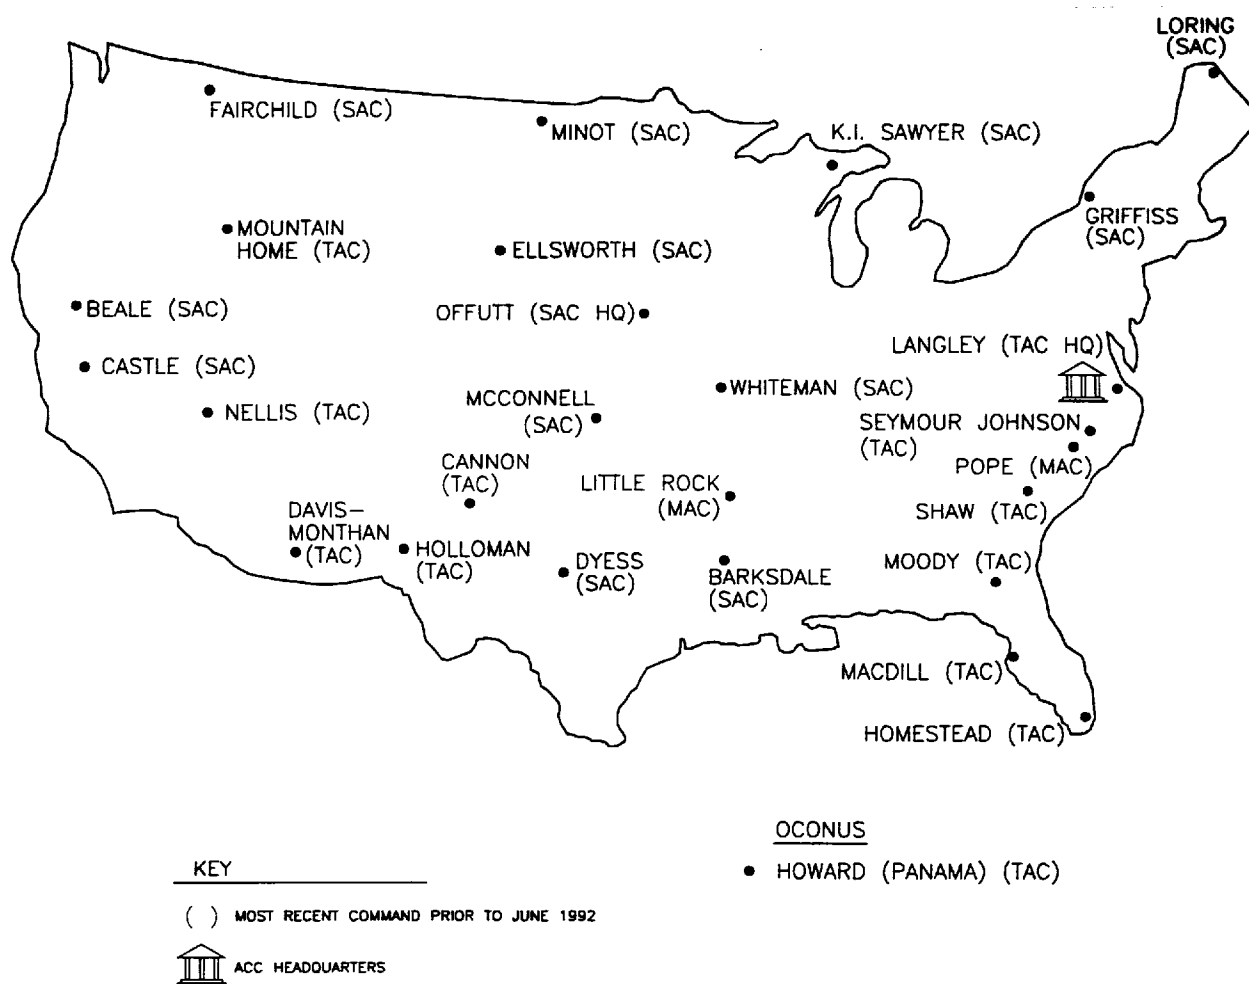 LORING
(SAC)
FAIRCHILD (SAC)
MINOT (SAC)
K.I. SAWYER (SAC)
GRIFFISS
(SAC)
MOUNTAIN
HOME (TAC)
ELLSWORTH (SAC)
BEALE (SAC)
OFFUTT (SAC HQ)
LANGLEY (TAC HQ)
CASTLE (SAC)
WHITEMAN (SAC)
NELLIS (TAC)
MCCONNELL
(SAC)
SEYMOUR JOHNSON
(TAC)
POPE (MAC)
CANNON
(TAC)
LITTLE ROCK
(MAC)
SHAW (TAC)
DAVIS-
MONTHAN
(TAC)
HOLLOMAN
(TAC)
DYESS
(SAC)
BARKSDALE
(SAC)
MOODY (TAC)
MACDILL (TAC)
HOMESTEAD (TAC)
OCONUS
HOWARD (PANAMA) (TAC)
KEY
( ) MOST RECENT COMMAND PRIOR TO JUNE 1992
ACC HEADQUARTERS